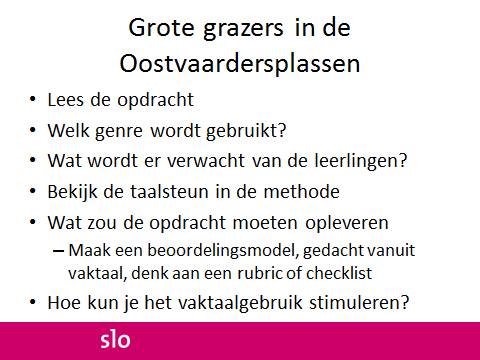 Grote grazers in de
Oostvaardersplassen
• Lees de opdracht
• Welk genre wordt gebruikt?
• Wat wordt er verwacht van de leerlingen?
• Bekijk de taalsteun in de methode
• Wat zou de opdracht moeten opleveren
– Maak een beoordelingsmodel, gedacht vanuit
vaktaal, denk aan een rubric of checklist
• Hoe kun je het vaktaalgebruik stimuleren?
slo